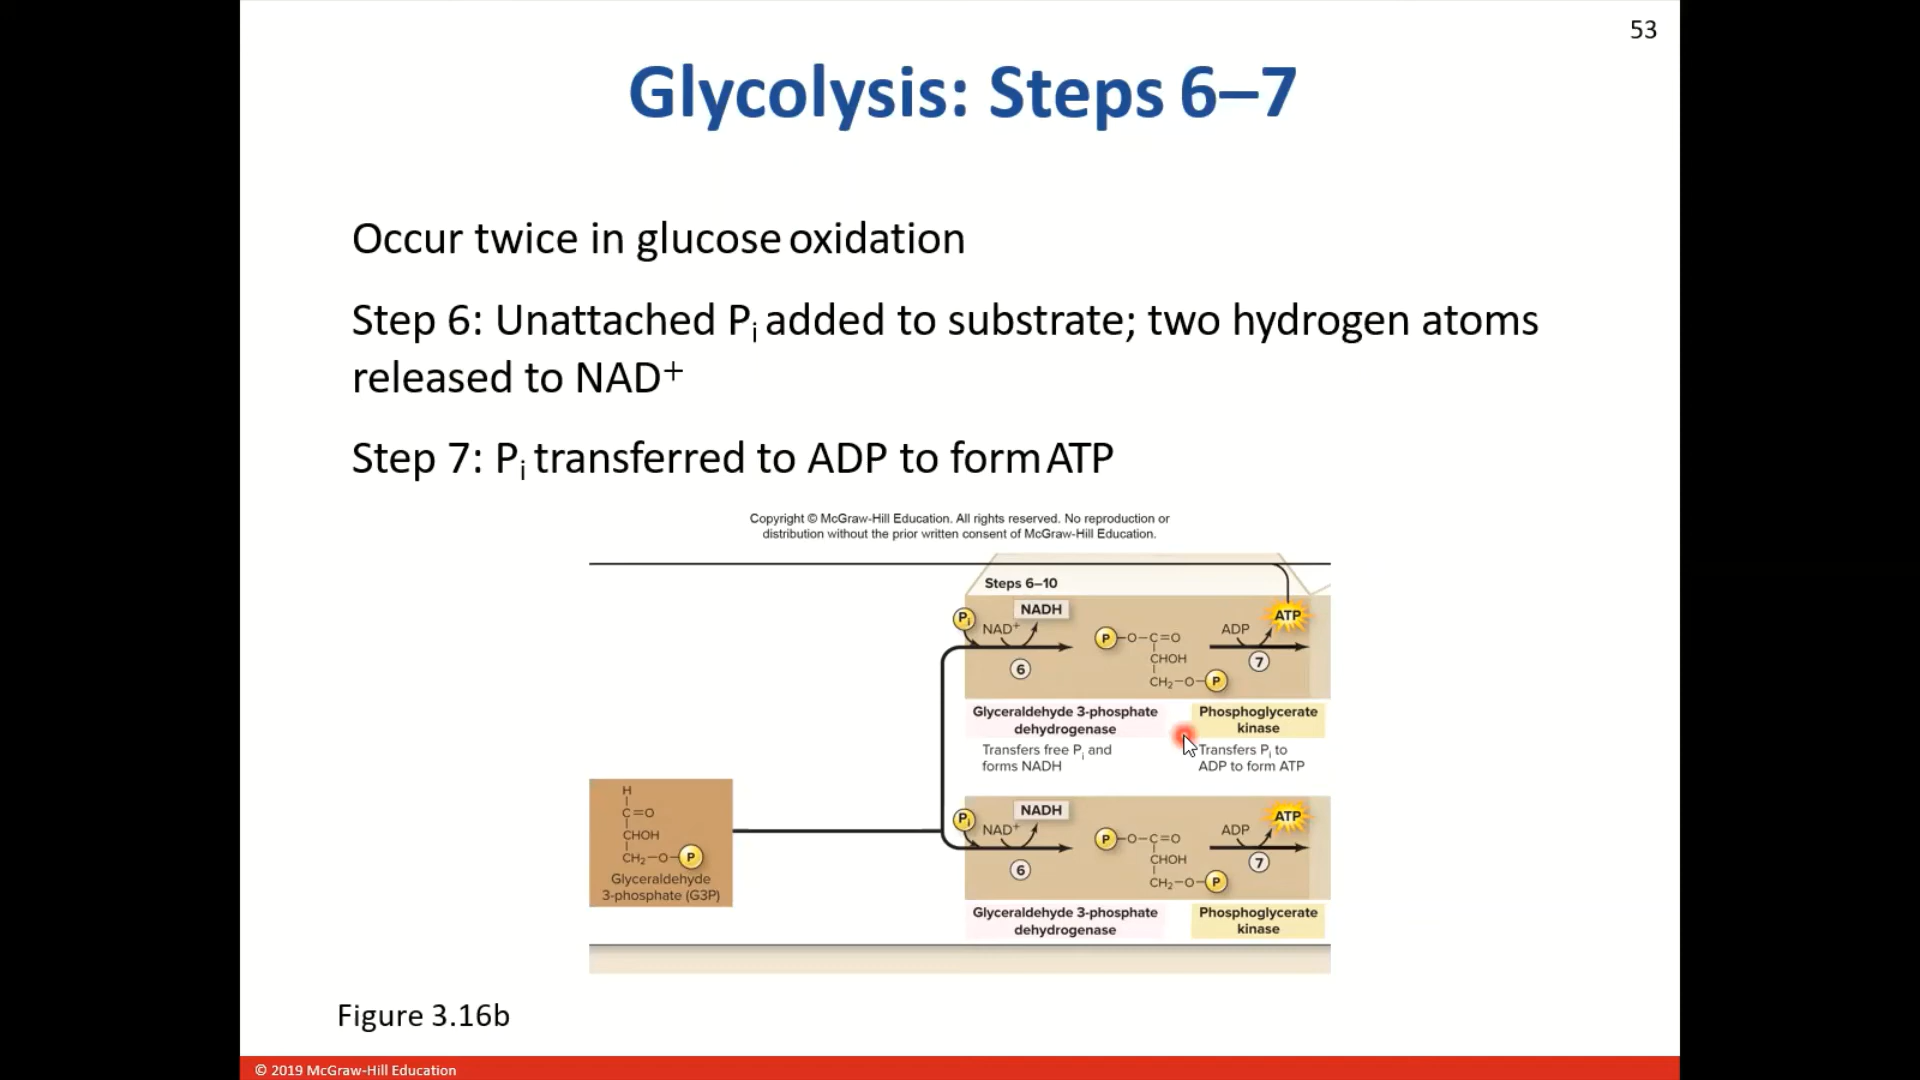 53
Glycolysis: Steps 6–7
Occur twice in glucose oxidation
Step 6: Unattached Pi added to substrate; two hydrogen atoms
released to NAD+
Step 7: Pi transferred to ADP to form ATP
Copyright © McGraw-Hill Education. All rights reserved. No reproduction or
distribution without the prior written consent of McGraw-Hill Education.
Steps 6–10
Pi
NAD+
NADH
6
P–O–C=O
CHOH
CH2–O–P
ADP
ATP
7
Glyceraldehyde 3-phosphate
dehydrogenase
Transfers free Pi and
forms NADH
Phosphoglycerate
kinase
Transfers Pi to
ADP to form ATP
H
C=O
CHOH
CH2–O–P
Glyceraldehyde
3-phosphate (G3P)
Pi
NAD+
NADH
6
P–O–C=O
CHOH
CH2–O–P
ADP
ATP
7
Glyceraldehyde 3-phosphate
dehydrogenase
Phosphoglycerate
kinase
Figure 3.16b
© 2019 McGraw-Hill Education